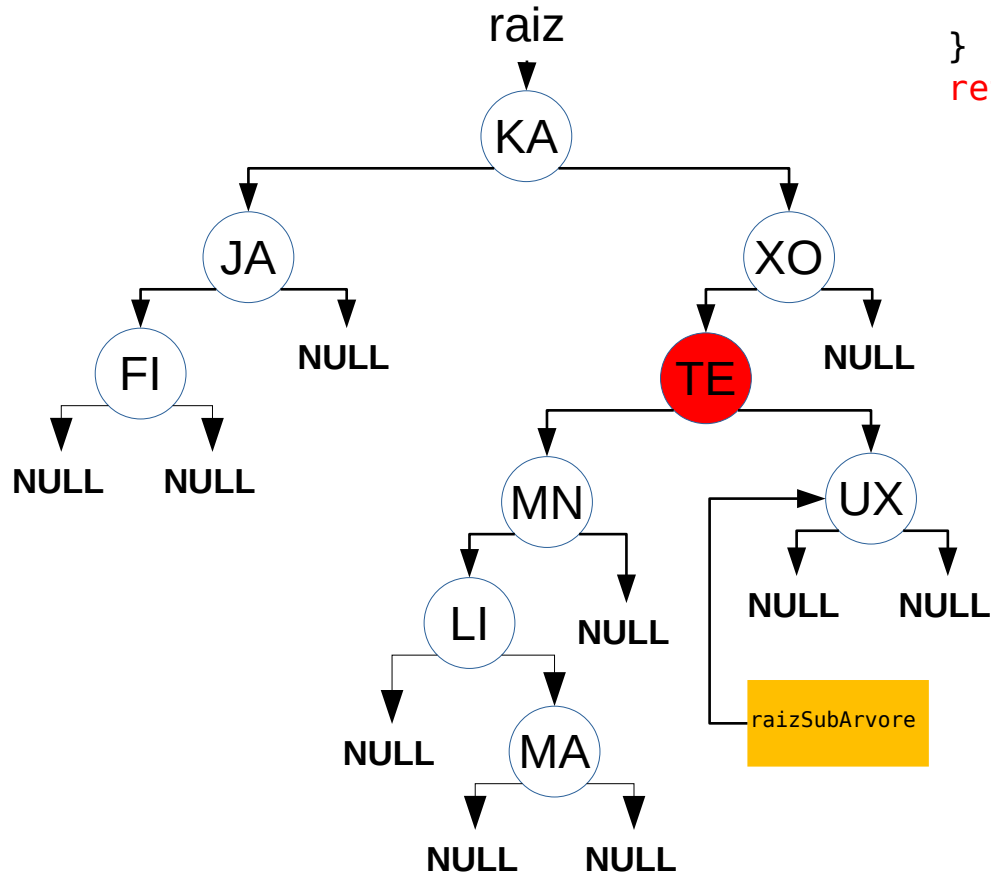 raiz
}
re
KA
JA
XO
NULL
FI
TE
NULL
NULL
NULL
MN
UX
NULL
NULL
LI
NULL
raizSubArvore
NULL
MA
NULL
NULL